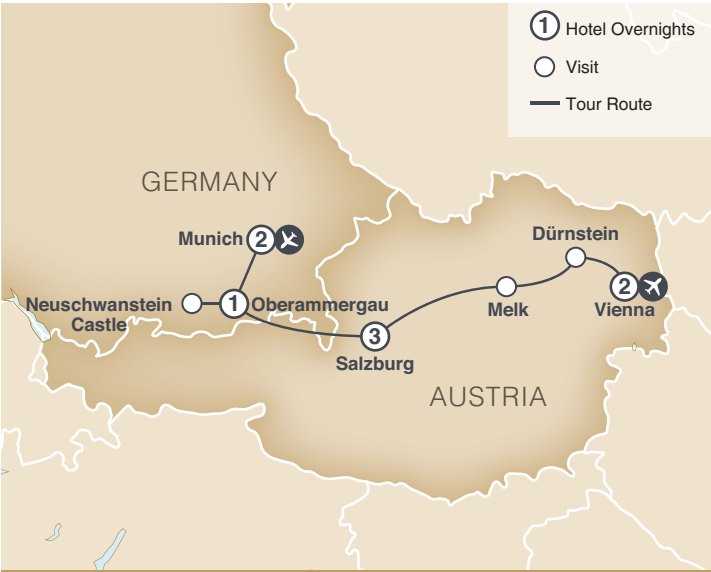 1 Hotel Overnights
Visit
Tour Route
GERMANY
Munich 2
Dürnstein
Neuschwanstein
Castle
1 Oberammergau
Melk
2
Vienna
3
Salzburg
AUSTRIA